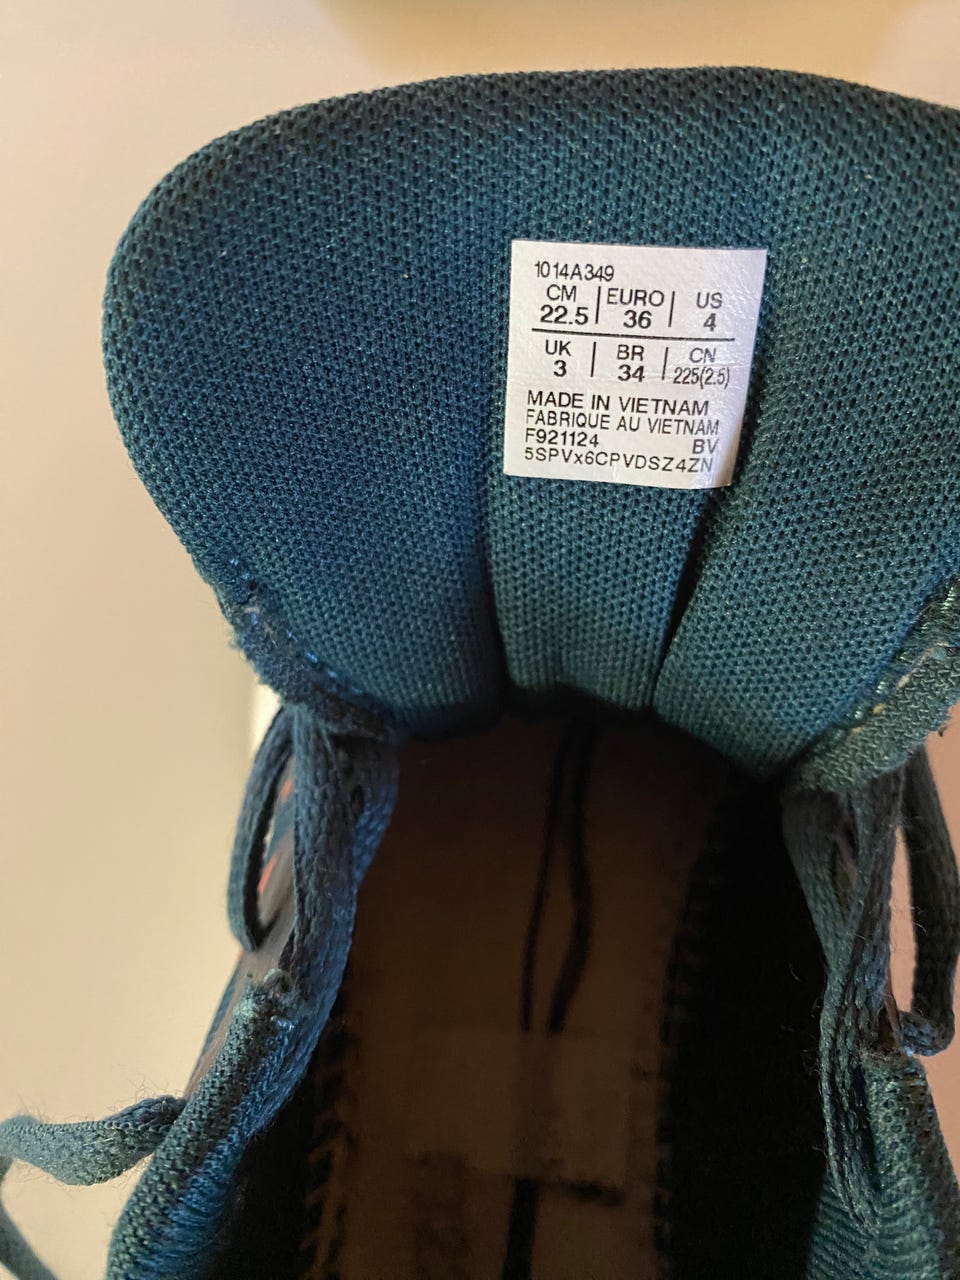 1014A349
CM | EURO | US
22.5 | 36 | 4
UK | BR | CN
3 | 34 | 225(2.5)
MADE IN VIETNAM
FABRIQUE AU VIETNAM
F921124 BV
5SPVx6CPVDSZ4ZN